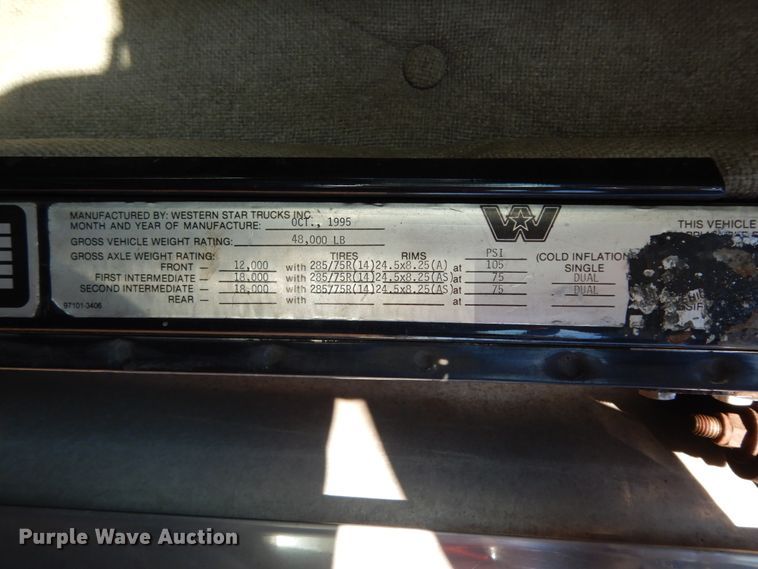 MANUFACTURED BY: WESTERN STAR TRUCKS INC.
MONTH AND YEAR OF MANUFACTURE: OCT., 1995
GROSS VEHICLE WEIGHT RATING: 48,000 LB
GROSS AXLE WEIGHT RATING: TIRES RIMS PSI (COLD INFLATION
FRONT — 12,000 with 285/75R(14)24.5x8.25(A) at 105 SINGLE
FIRST INTERMEDIATE — 18,000 with 285/75R(14)24.5x8.25(AS) at 75 DUAL
SECOND INTERMEDIATE — 18,000 with 285/75R(14)24.5x8.25(AS) at 75 DUAL
REAR — with at
97101-3406
W
THIS VEHICLE
Purple Wave Auction